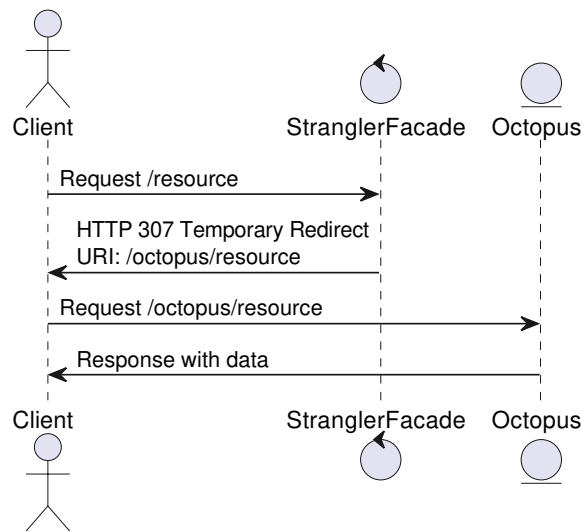 Client
StranglerFacade
Octopus
Request /resource
HTTP 307 Temporary Redirect
URI: /octopus/resource
Request /octopus/resource
Response with data
Client
StranglerFacade
Octopus